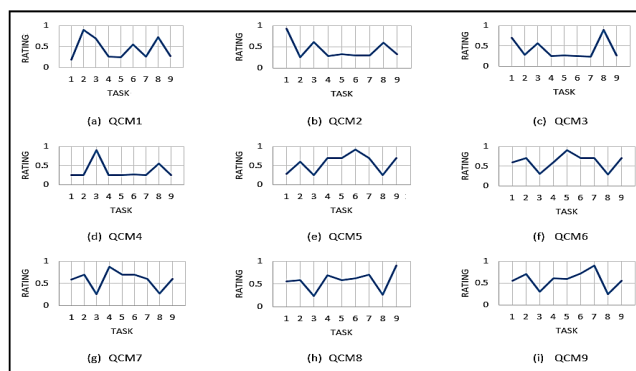 RATING
1
0.5
0
1 2 3 4 5 6 7 8 9
TASK
(a) QCM1
RATING
1
0.5
0
1 2 3 4 5 6 7 8 9
TASK
(b) QCM2
RATING
1
0.5
0
1 2 3 4 5 6 7 8 9
TASK
(c) QCM3
RATING
1
0.5
0
1 2 3 4 5 6 7 8 9
TASK
(d) QCM4
RATING
1
0.5
0
1 2 3 4 5 6 7 8 9
TASK
(e) QCM5
RATING
1
0.5
0
1 2 3 4 5 6 7 8 9
TASK
(f) QCM6
RATING
1
0.5
0
1 2 3 4 5 6 7 8 9
TASK
(g) QCM7
RATING
1
0.5
0
1 2 3 4 5 6 7 8 9
TASK
(h) QCM8
RATING
1
0.5
0
1 2 3 4 5 6 7 8 9
TASK
(i) QCM9